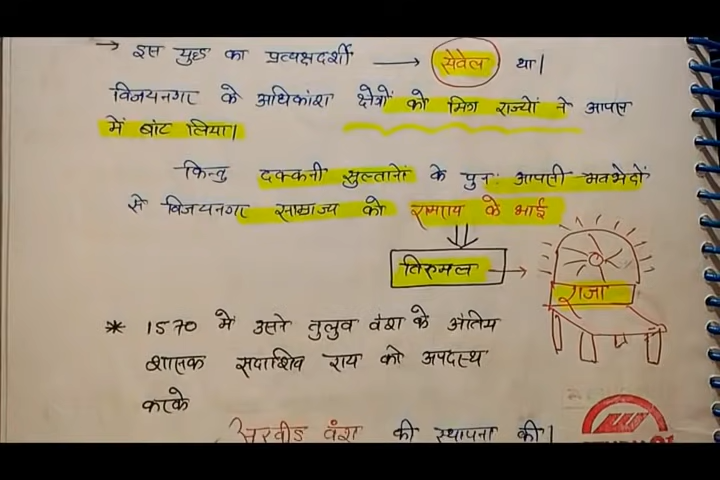 → इस युद्ध का प्रत्यक्षदर्शी → सेवेल था।
विजयनगर के अधिकांश क्षेत्रों को मित्र राज्यों ने आपस
में बांट लिया।
किन्तु दक्कनी सुल्तानों के पुनः आपसी मतभेदों
से विजयनगर साम्राज्य को रामराय के भाई
तिरुमल →
राजा
* 1570 में उसने तुलुव वंश के अंतिम
शासक सदाशिव राय को अपदस्थ
करके
अरवीडु वंश की स्थापना की।